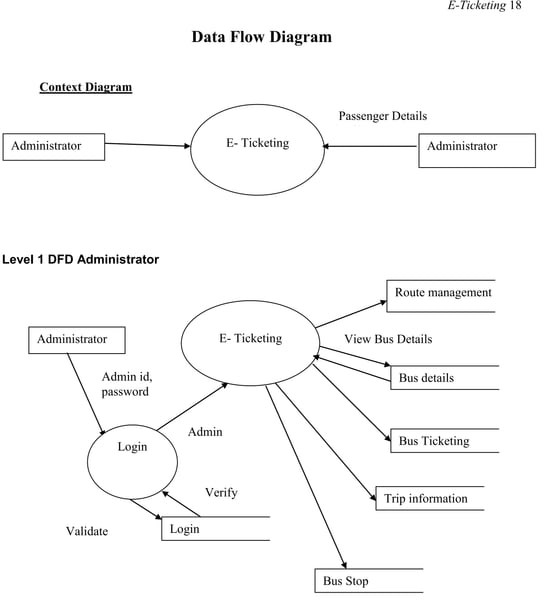 E-Ticketing 18
Data Flow Diagram
Context Diagram
Passenger Details
Administrator
E- Ticketing
Administrator
Level 1 DFD Administrator
Route management
Administrator
E- Ticketing
View Bus Details
Admin id,
password
Bus details
Admin
Login
Bus Ticketing
Verify
Trip information
Validate
Login
Bus Stop